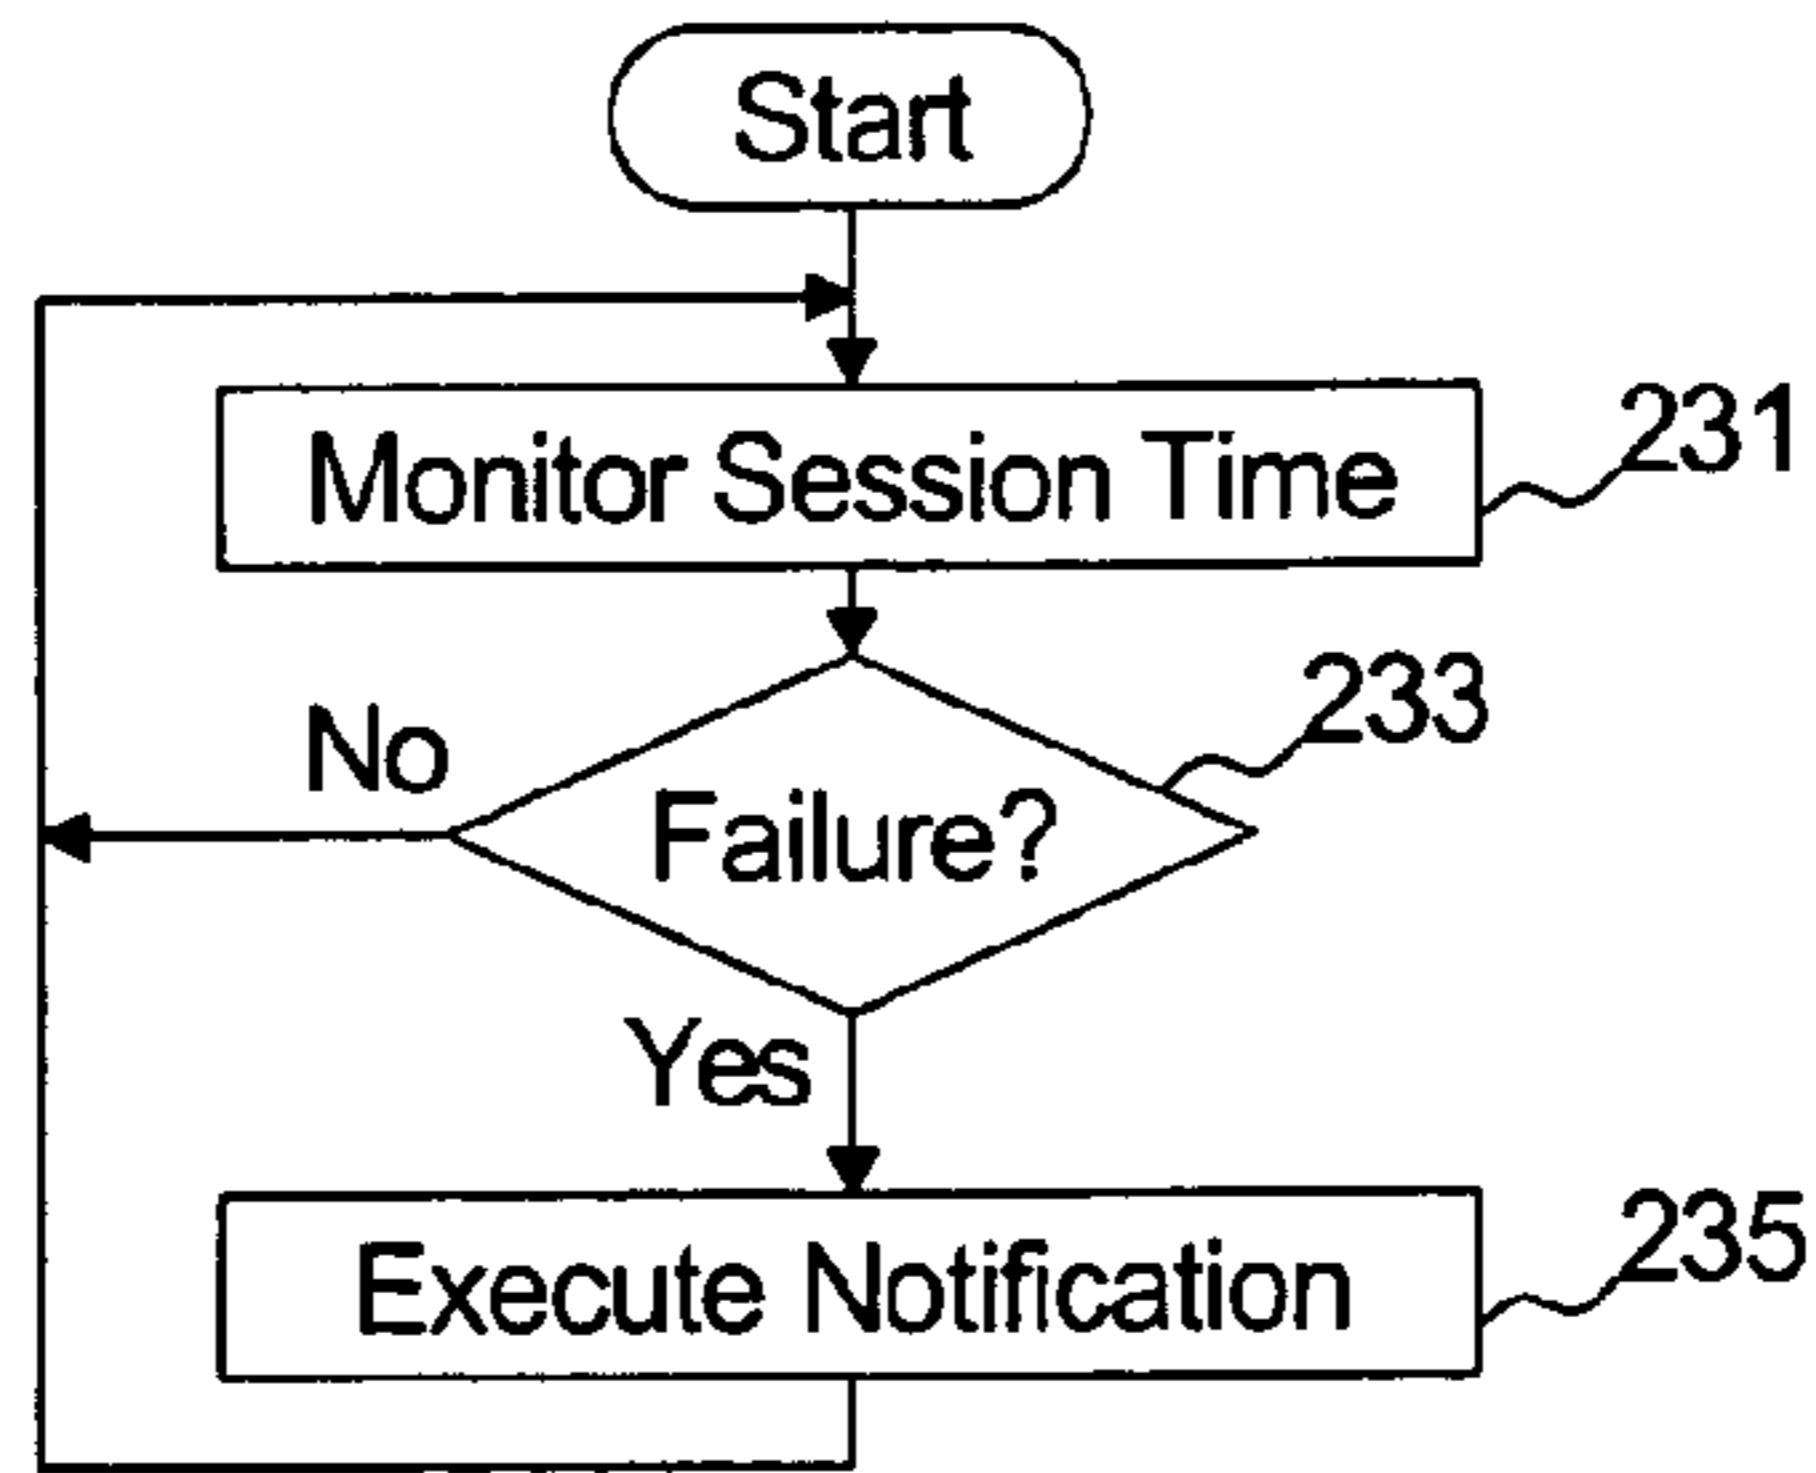 Start
Monitor Session Time
231
233
No
Failure?
Yes
Execute Notification
235